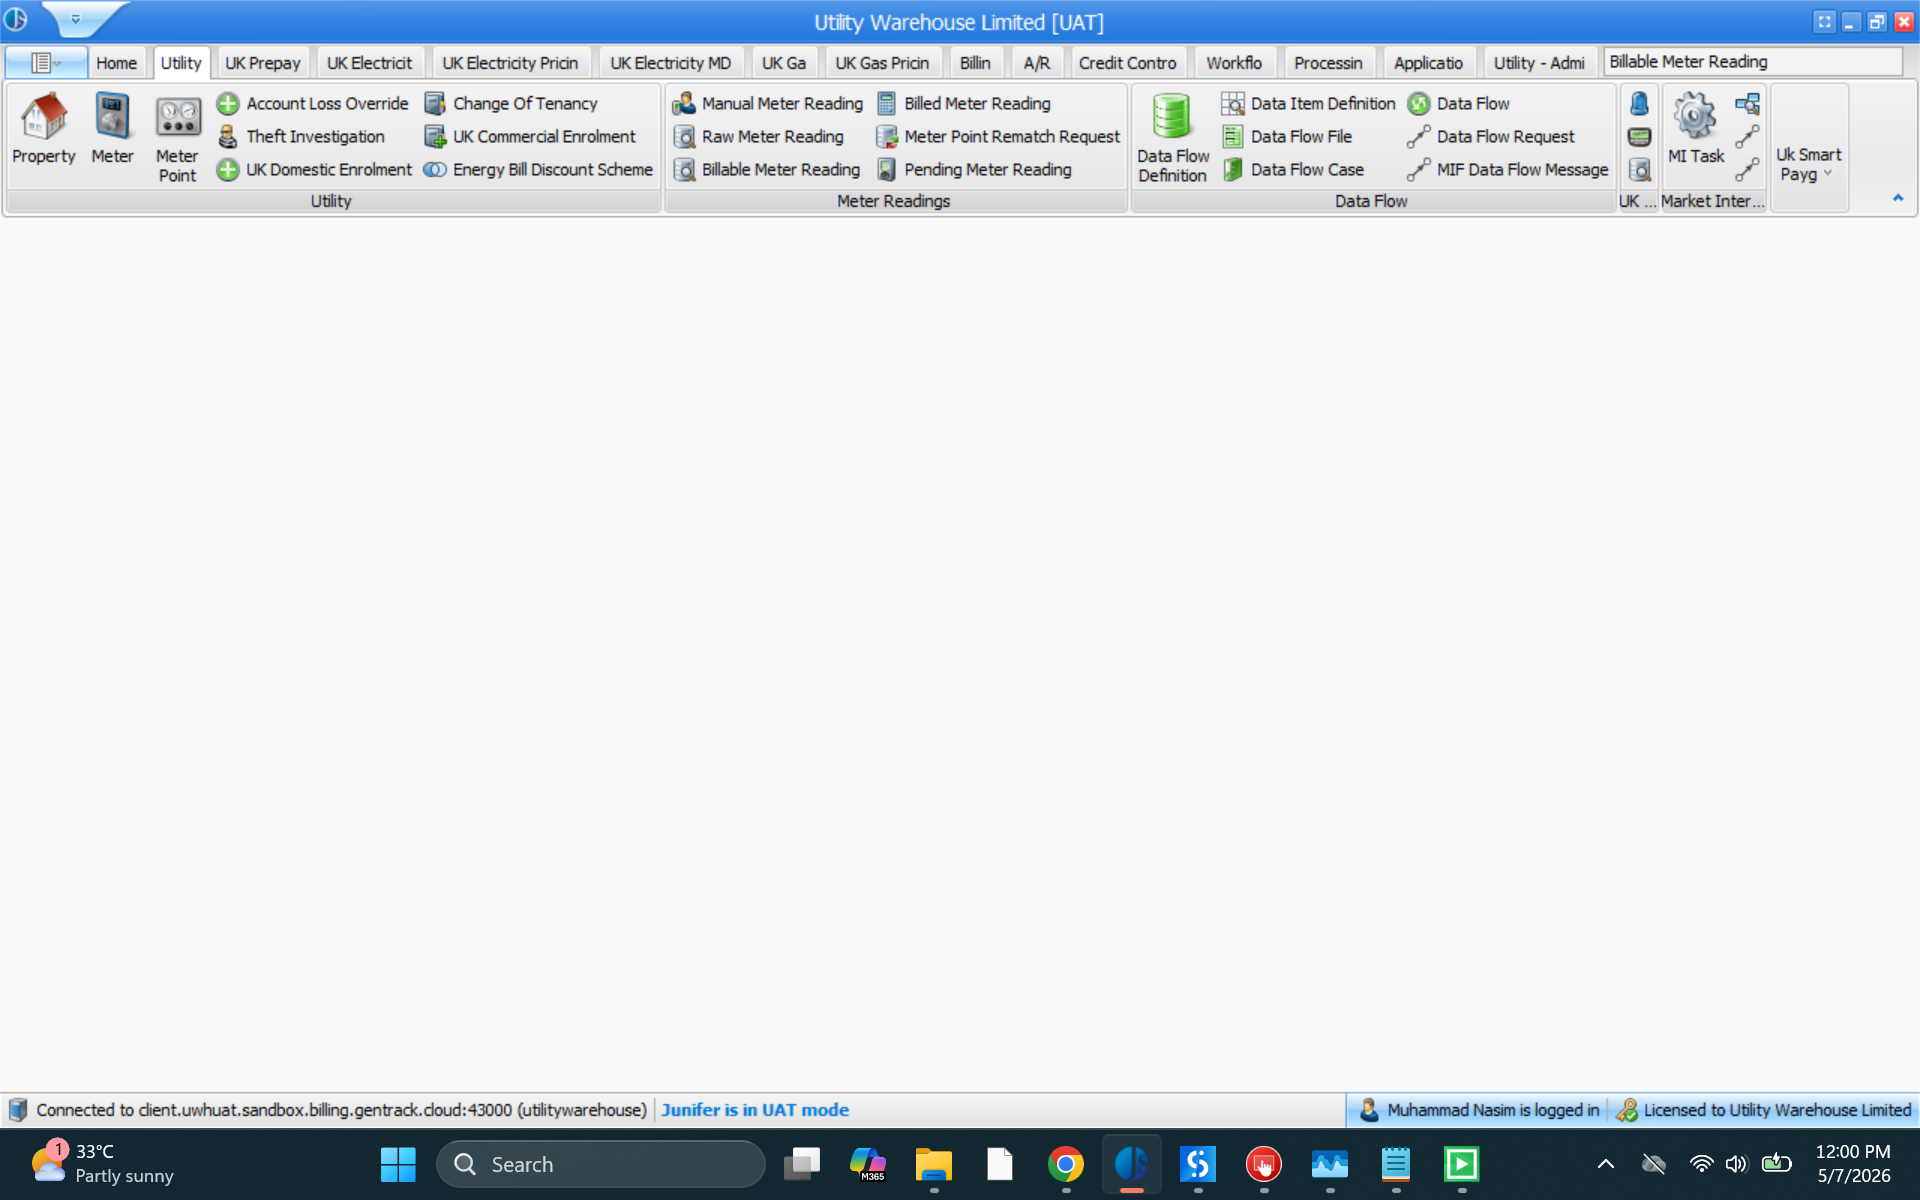 Utility Warehouse Limited [UAT]
Home Utility UK Prepay UK Electricit UK Electricity Pricin UK Electricity MD UK Ga UK Gas Pricin Billin A/R Credit Contro Workflo Processin Applicatio Utility - Admi Billable Meter Reading
Property
Meter
Meter
Point
Account Loss Override
Theft Investigation
UK Domestic Enrolment
Change Of Tenancy
UK Commercial Enrolment
Energy Bill Discount Scheme
Utility
Manual Meter Reading
Raw Meter Reading
Billable Meter Reading
Billed Meter Reading
Meter Point Rematch Request
Pending Meter Reading
Meter Readings
Data Flow
Definition
Data Item Definition
Data Flow File
Data Flow Case
Data Flow
Data Flow Request
MIF Data Flow Message
Data Flow
UK ...
MI Task
Market Inter...
Uk Smart
Payg
Connected to client.uwhuat.sandbox.billing.gentrack.cloud:43000 (utilitywarehouse) Junifer is in UAT mode Muhammad Nasim is logged in Licensed to Utility Warehouse Limited
1
33°C
Partly sunny
Search
M365
12:00 PM
5/7/2026